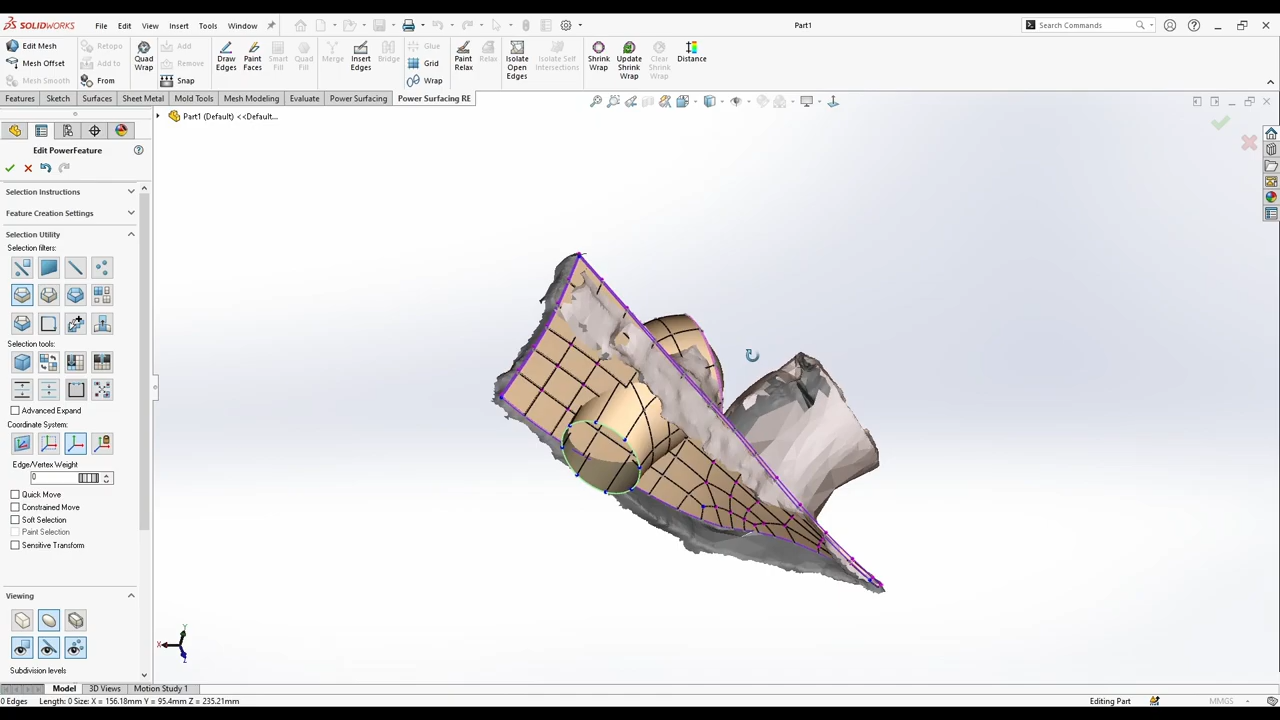 SOLIDWORKS File Edit View Insert Tools Window Part1 Search Commands
Edit Mesh
Mesh Offset
Mesh Smooth
Retopo
Add to
From
Quad Wrap
Add
Remove
Snap
Draw Edges
Paint Faces
Smart Fill
Quad Fill
Merge
Insert Edges
Bridge
Glue
Grid
Wrap
Paint Relax
Relax
Isolate Open Edges
Isolate Self Intersections
Shrink Wrap
Update Shrink Wrap
Clear Shrink Wrap
Distance
Features Sketch Surfaces Sheet Metal Mold Tools Mesh Modeling Evaluate Power Surfacing Power Surfacing RE
Part1 (Default) <<Default...
Edit PowerFeature
Selection Instructions
Feature Creation Settings
Selection Utility
Selection filters:
Selection tools:
Advanced Expand
Coordinate System:
Edge/Vertex Weight
0
Quick Move
Constrained Move
Soft Selection
Paint Selection
Sensitive Transform
Viewing
Subdivision levels
Y
X
Z
Model 3D Views Motion Study 1
0 Edges Length: 0 Size: X = 156.18mm Y = 95.4mm Z = 235.21mm Editing Part MMGS